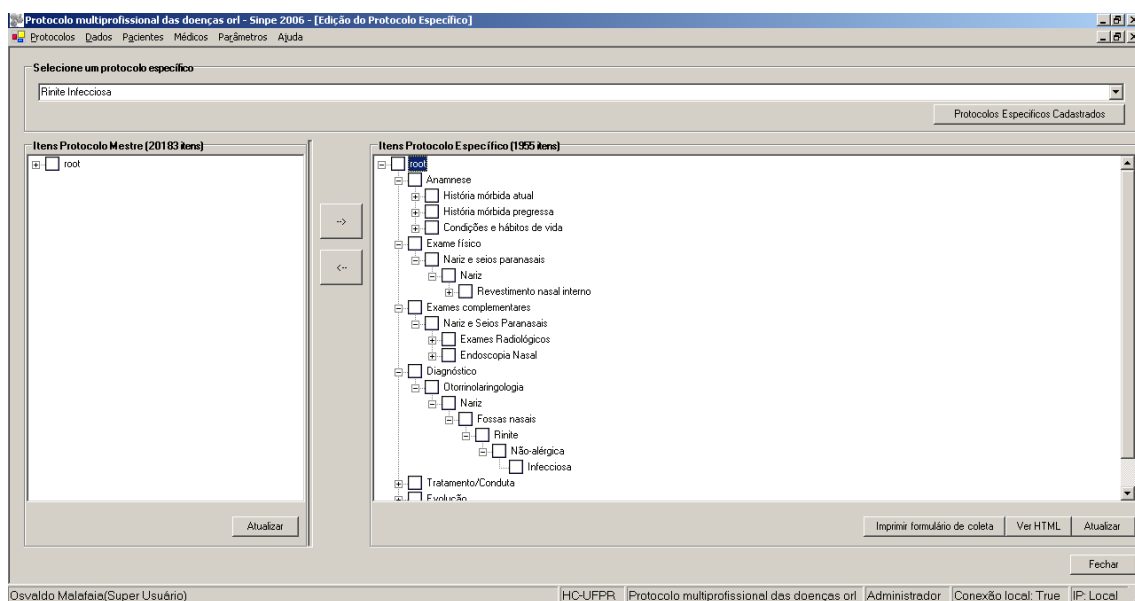 Protocolo multiprofissional das doenças orl - Sinpe 2006 - [Edição do Protocolo Específico]
Protocolos Dados Pacientes Médicos Parâmetros Ajuda
Selecione um protocolo específico
Rinite Infecciosa
Protocolos Especificos Cadastrados
Itens Protocolo Mestre (20183 itens)
root
Atualizar
-->
<--
Itens Protocolo Específico (1955 itens)
root
Anamnese
História mórbida atual
História mórbida pregressa
Condições e hábitos de vida
Exame físico
Nariz e seios paranasais
Nariz
Revestimento nasal interno
Exames complementares
Nariz e Seios Paranasais
Exames Radiológicos
Endoscopia Nasal
Diagnóstico
Otorrinolaringologia
Nariz
Fossas nasais
Rinite
Não-alérgica
Infecciosa
Tratamento/Conduta
Evolução
Imprimir formulário de coleta Ver HTML Atualizar
Fechar
Osvaldo Malafaia(Super Usuário) HC-UFPR Protocolo multiprofissional das doenças orl Administrador Conexão local: True IP: Local